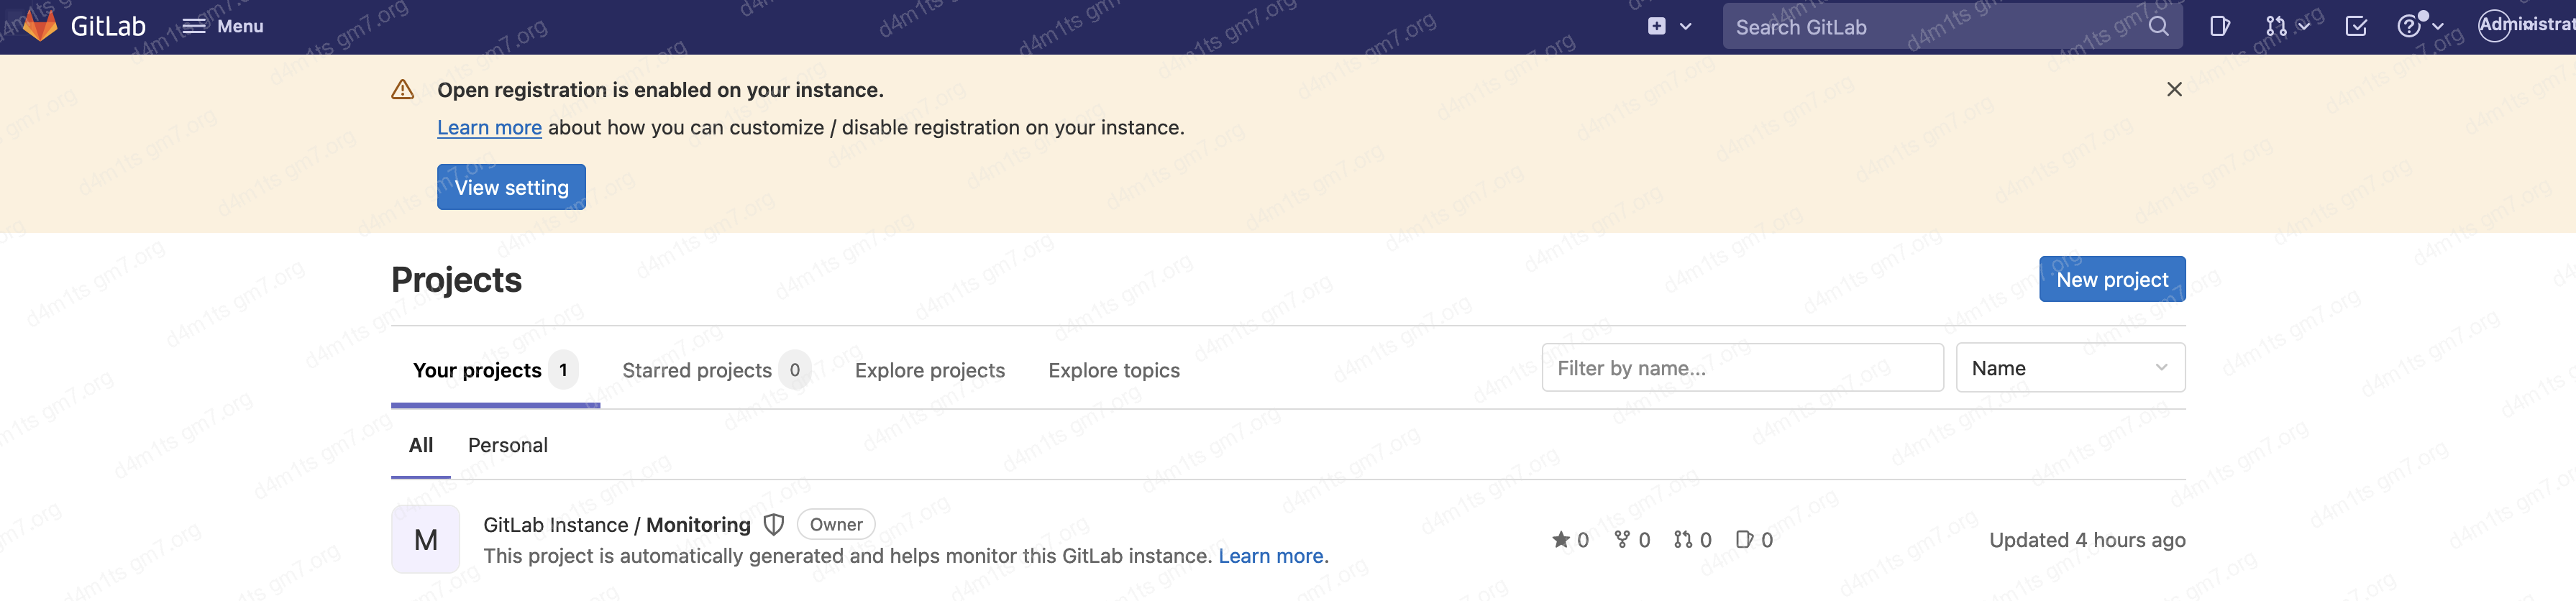 GitLab Menu Search GitLab Administrat
Open registration is enabled on your instance.
Learn more about how you can customize / disable registration on your instance.
View setting
Projects New project
Your projects 1 Starred projects 0 Explore projects Explore topics Filter by name... Name
All Personal
M GitLab Instance / Monitoring Owner
This project is automatically generated and helps monitor this GitLab instance. Learn more.
0 0 0 0 Updated 4 hours ago
d4m1ts gm7.org